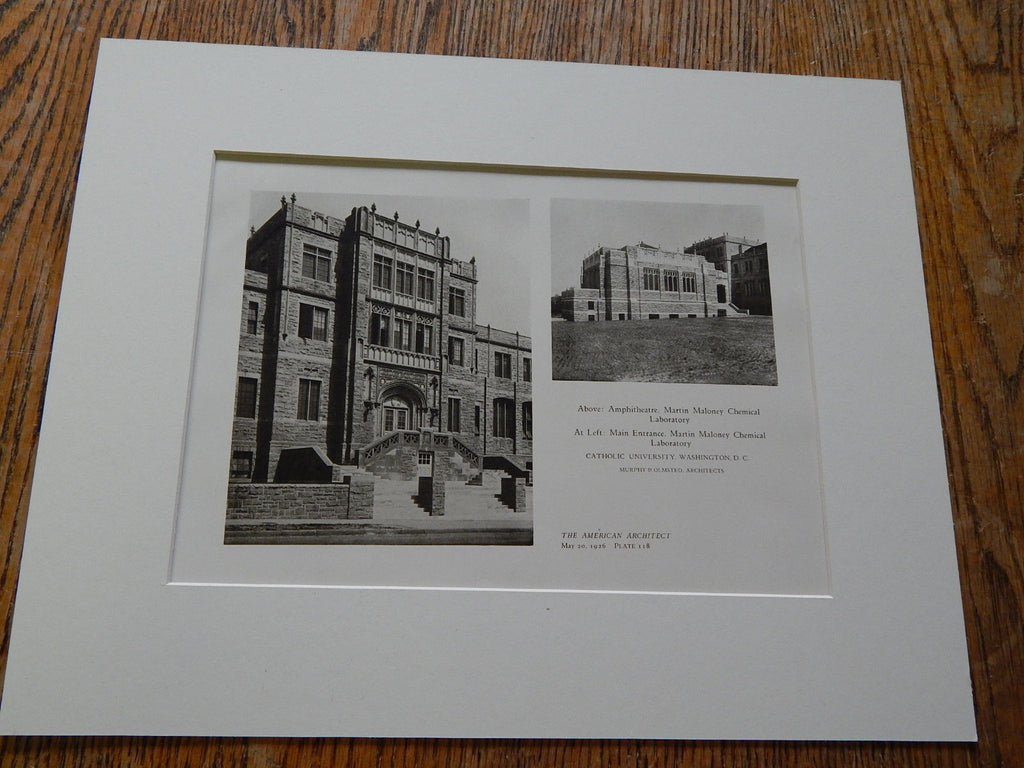 Above: Amphitheatre, Martin Maloney Chemical
Laboratory
At Left: Main Entrance, Martin Maloney Chemical
Laboratory
CATHOLIC UNIVERSITY, WASHINGTON, D. C.
MURPHY & OLMSTED, ARCHITECTS
THE AMERICAN ARCHITECT
May 20, 1926 PLATE 118